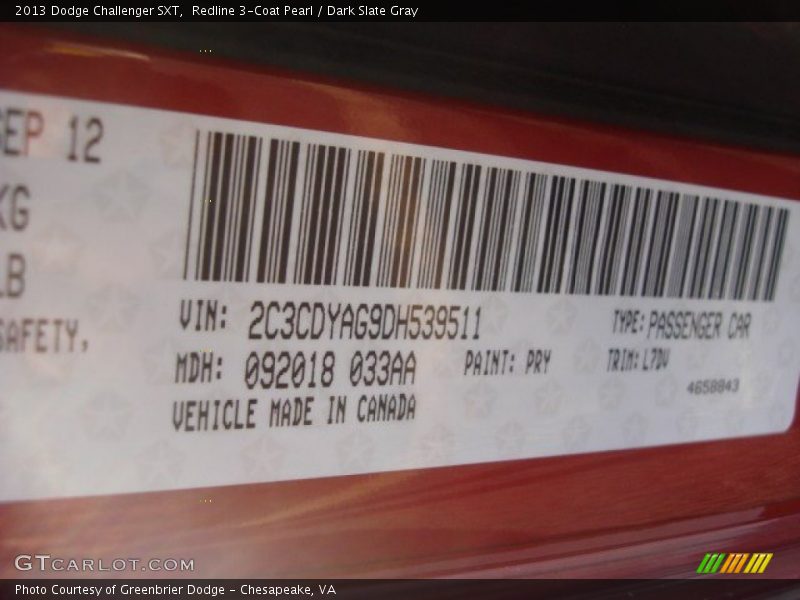 2013 Dodge Challenger SXT,  Redline 3-Coat Pearl / Dark Slate Gray
SEP 12
KG
LB
SAFETY.
VIN: 2C3CDYAG9DH539511
TYPE: PASSENGER CAR
MDH: 092018 033AA
PAINT: PRY
TRIM: L7DV
4658843
VEHICLE MADE IN CANADA
GTCARLOT.COM
Photo Courtesy of Greenbrier Dodge - Chesapeake, VA